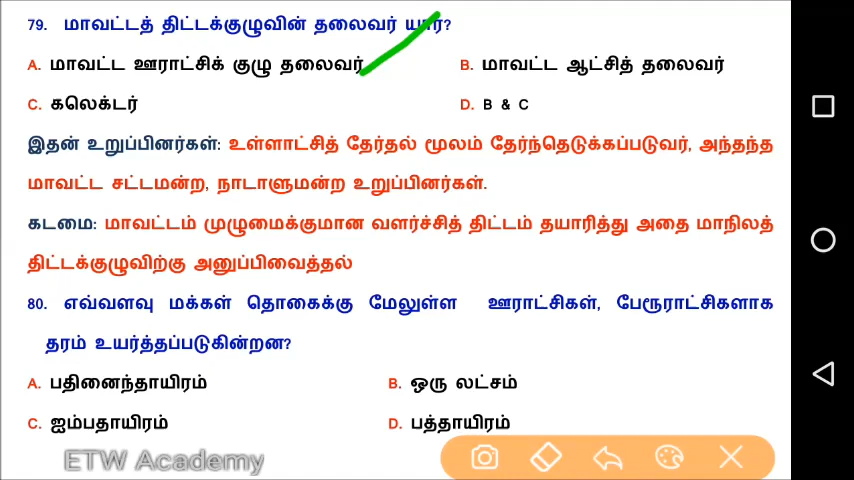 79. மாவட்டத் திட்டக்குழுவின் தலைவர் யார்?
A. மாவட்ட ஊராட்சிக் குழு தலைவர் B. மாவட்ட ஆட்சித் தலைவர்
C. கலெக்டர் D. B & C
இதன் உறுப்பினர்கள்: உள்ளாட்சித் தேர்தல் மூலம் தேர்ந்தெடுக்கப்படுவர், அந்தந்த
மாவட்ட சட்டமன்ற, நாடாளுமன்ற உறுப்பினர்கள்.
கடமை: மாவட்டம் முழுமைக்குமான வளர்ச்சித் திட்டம் தயாரித்து அதை மாநிலத்
திட்டக்குழுவிற்கு அனுப்பிவைத்தல்
80. எவ்வளவு மக்கள் தொகைக்கு மேலுள்ள ஊராட்சிகள், பேரூராட்சிகளாக
தரம் உயர்த்தப்படுகின்றன?
A. பதினைந்தாயிரம் B. ஒரு லட்சம்
C. ஐம்பதாயிரம் D. பத்தாயிரம்
ETW Academy